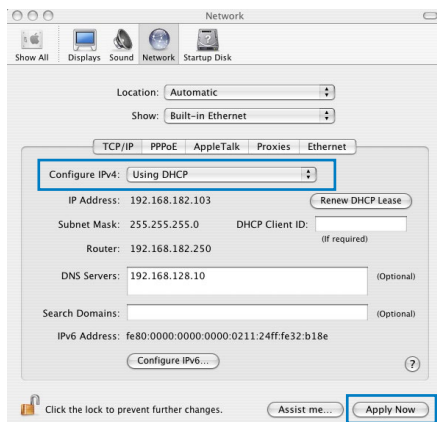 Network
Show All Displays Sound Network Startup Disk
Location: Automatic
Show: Built-in Ethernet
TCP/IP PPPoE AppleTalk Proxies Ethernet
Configure IPv4: Using DHCP
IP Address: 192.168.182.103 Renew DHCP Lease
Subnet Mask: 255.255.255.0 DHCP Client ID:
(If required)
Router: 192.168.182.250
DNS Servers: 192.168.128.10 (Optional)
Search Domains: (Optional)
IPv6 Address: fe80:0000:0000:0000:0211:24ff:fe32:b18e
Configure IPv6...
?
Click the lock to prevent further changes. Assist me... Apply Now